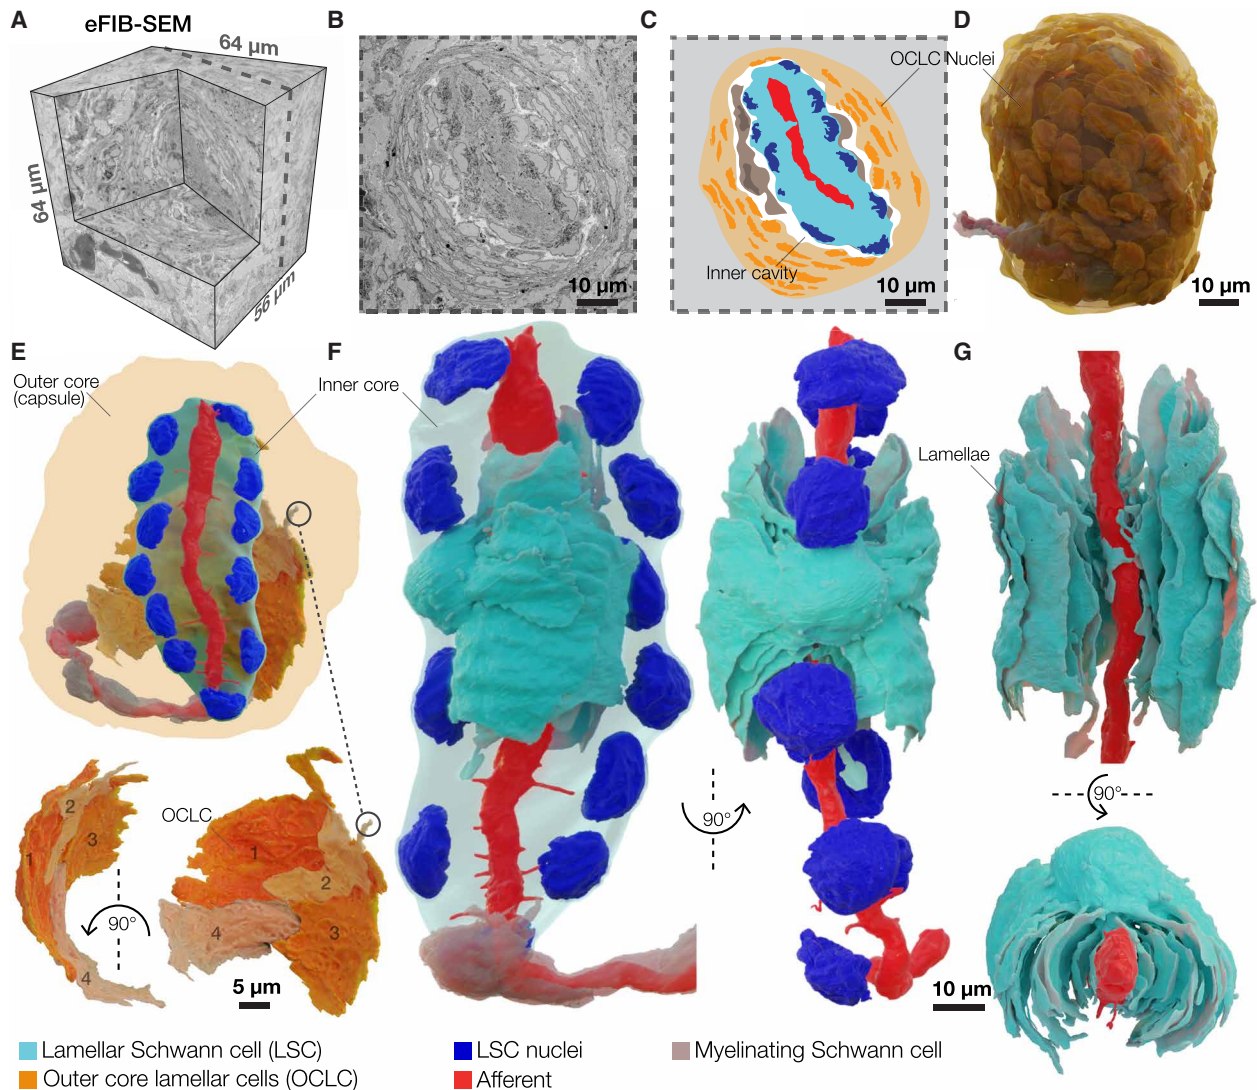 A
eFIB-SEM
64 µm
64 µm
56 µm
B
10 µm
C
OCLC Nuclei
Inner cavity
10 µm
D
10 µm
E
Outer core
(capsule)
Inner core
F
G
Lamellae
OCLC
1
2
3
4
90°
1
2
3
4
5 µm
90°
10 µm
90°
Lamellar Schwann cell (LSC)
LSC nuclei
Myelinating Schwann cell
Outer core lamellar cells (OCLC)
Afferent